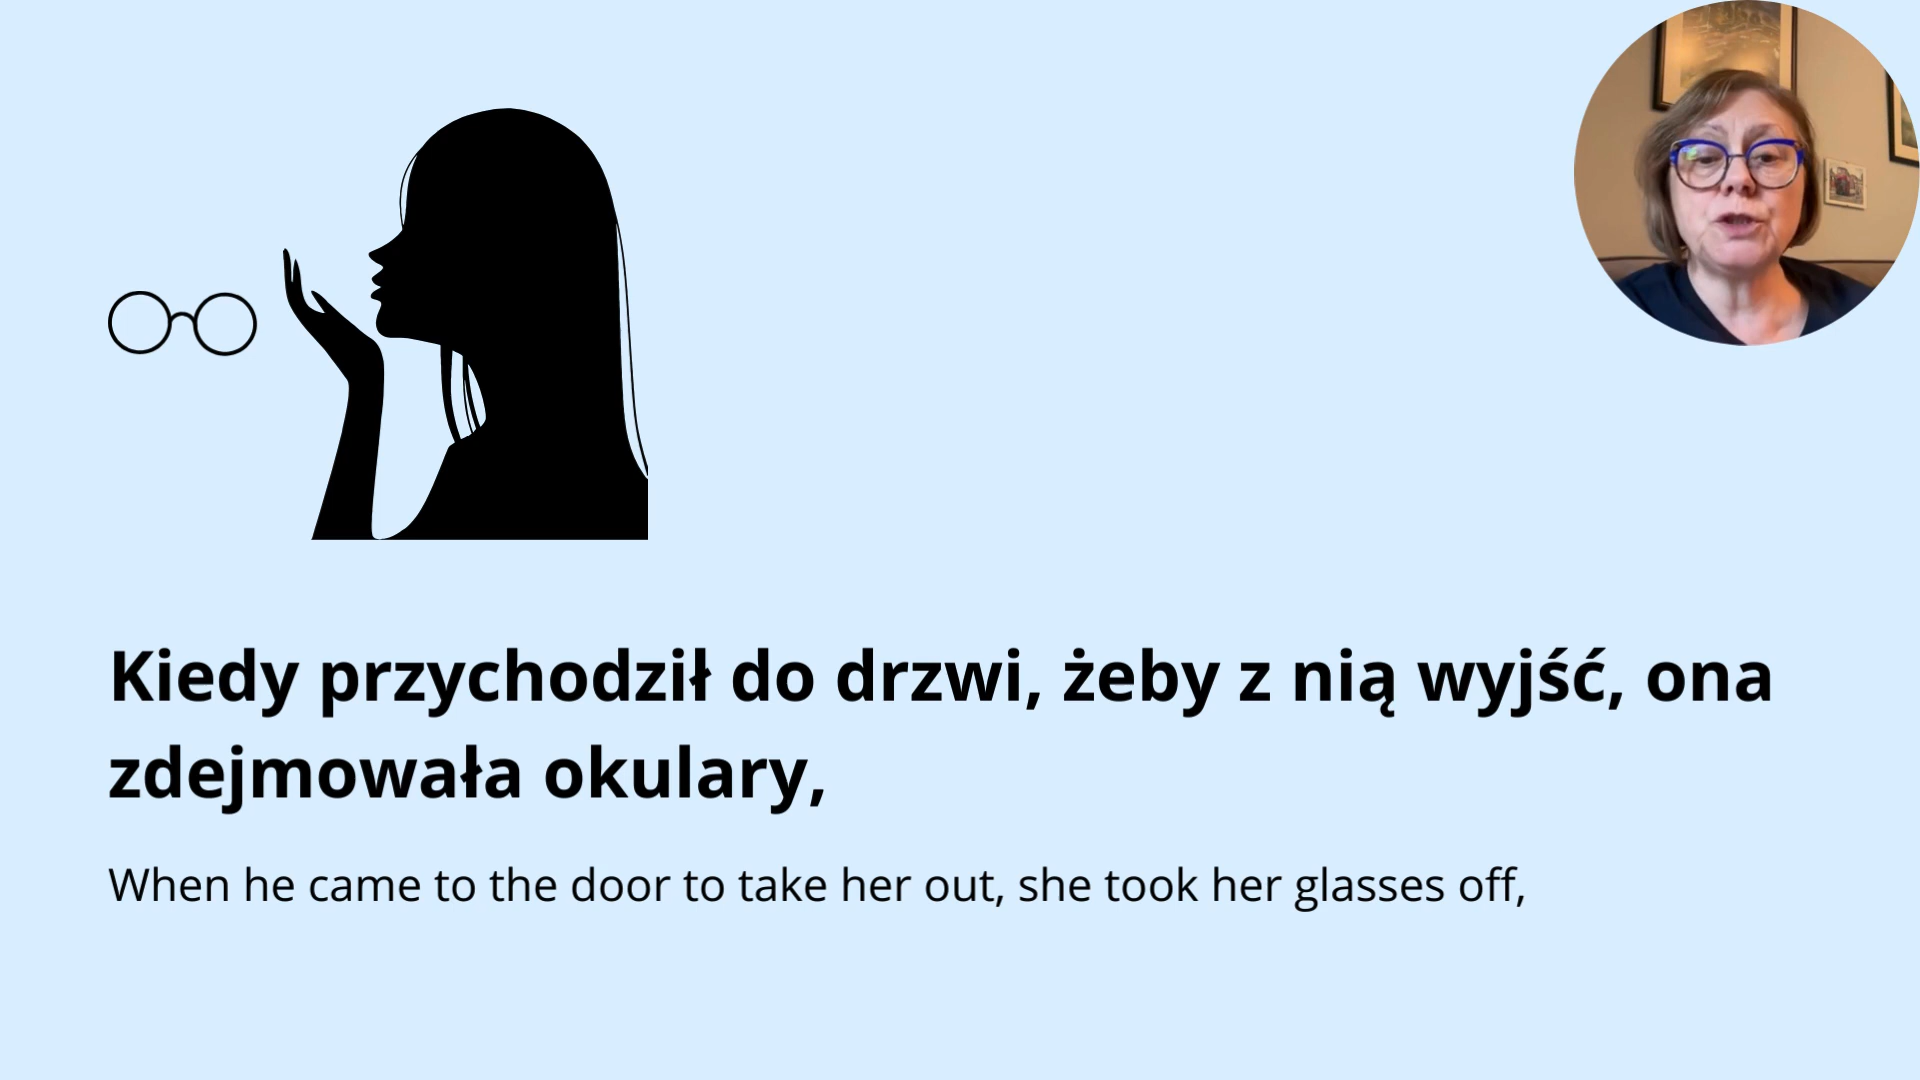 Kiedy przychodził do drzwi, żeby z nią wyjść, ona
zdejmowała okulary,
When he came to the door to take her out, she took her glasses off,